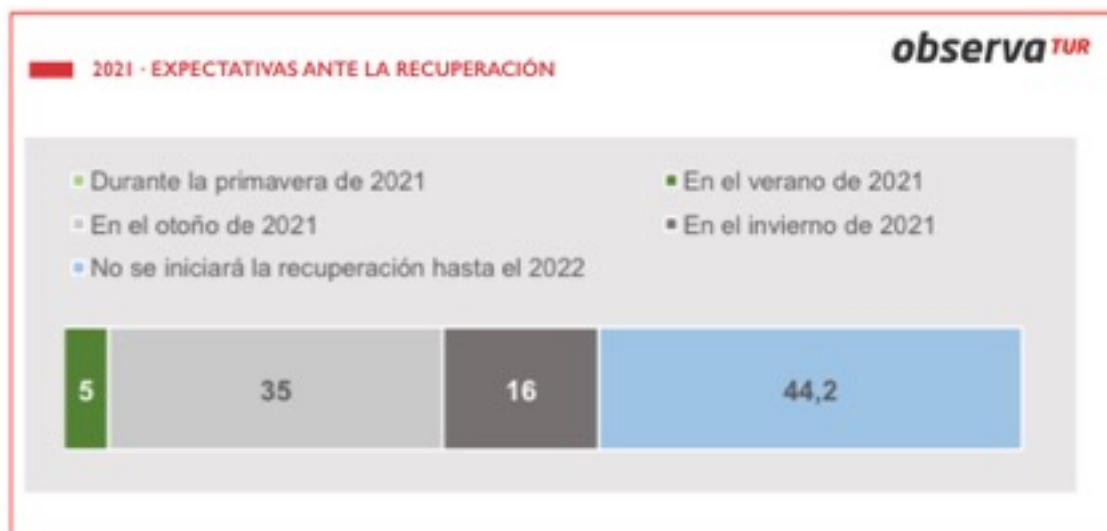 observaTUR
2021 - EXPECTATIVAS ANTE LA RECUPERACIÓN
Durante la primavera de 2021
En el verano de 2021
En el otoño de 2021
En el invierno de 2021
No se iniciará la recuperación hasta el 2022
5 35 16 44,2